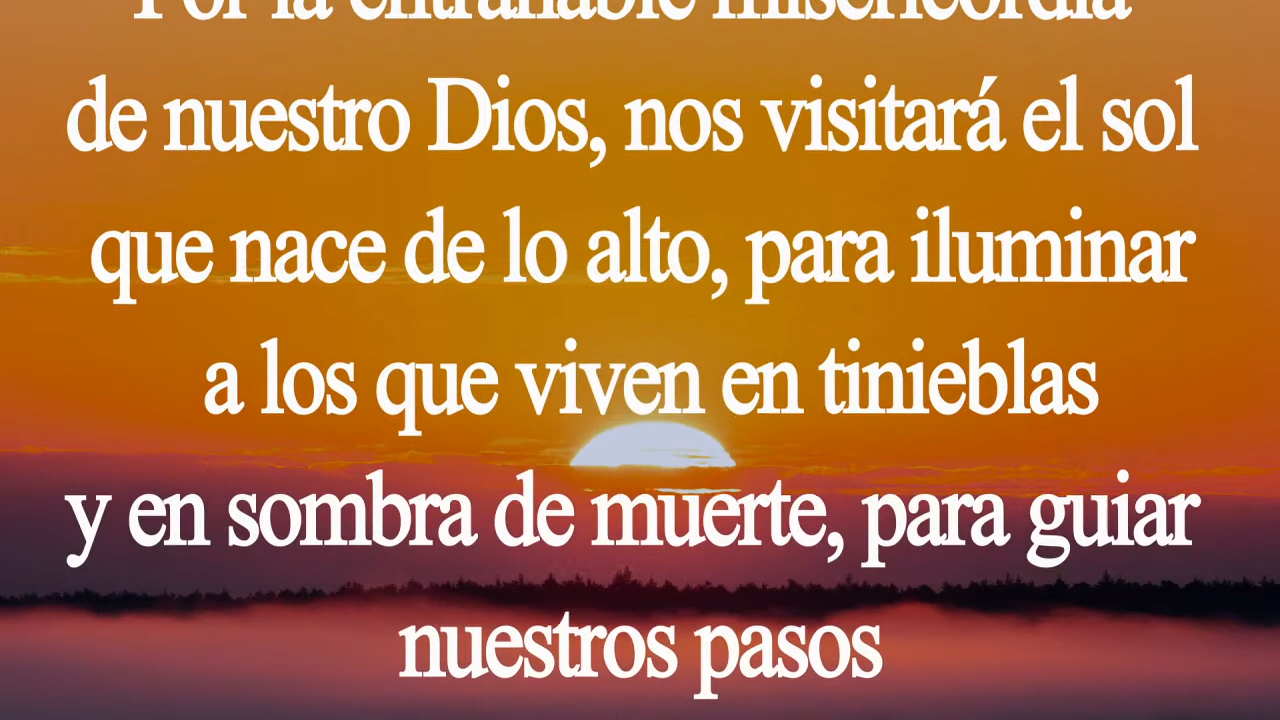 Por la entrañable misericordia
de nuestro Dios, nos visitará el sol
que nace de lo alto, para iluminar
a los que viven en tinieblas
y en sombra de muerte, para guiar
nuestros pasos